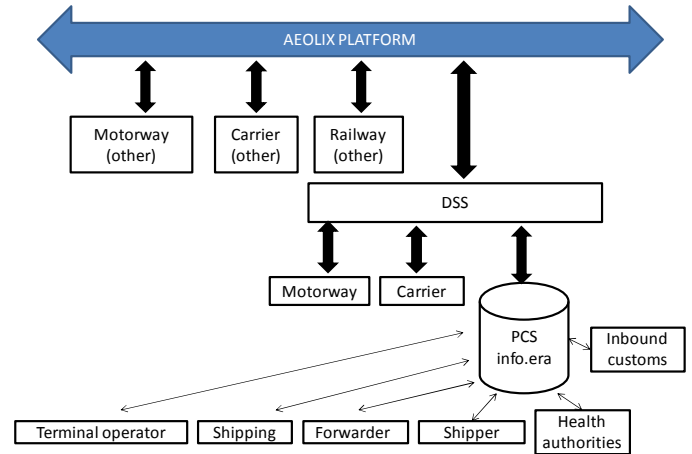 AEOLIX PLATFORM
Motorway
(other)
Carrier
(other)
Railway
(other)
DSS
Motorway
Carrier
PCS
info.era
Inbound
customs
Terminal operator
Shipping
Forwarder
Shipper
Health
authorities